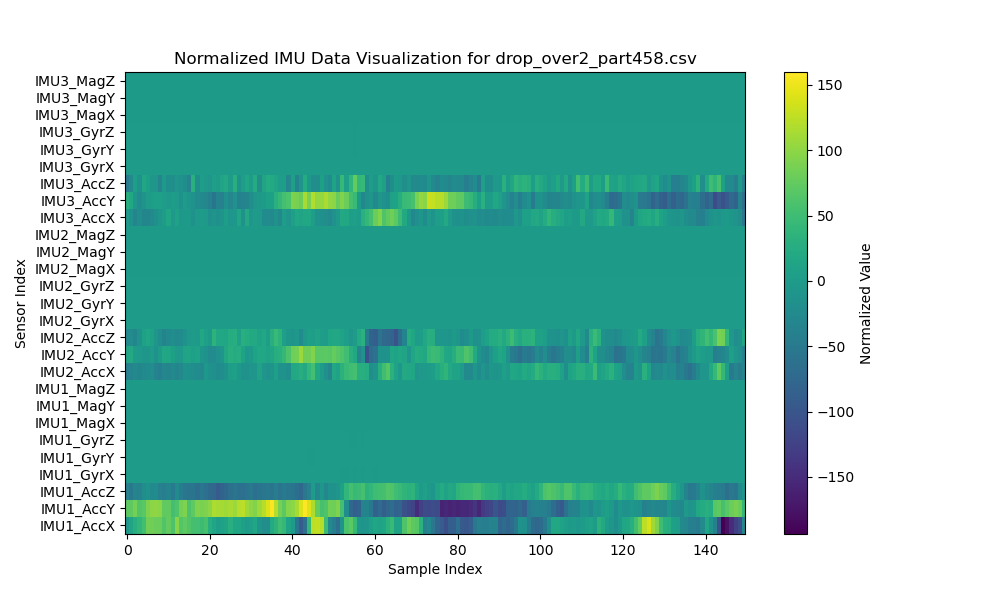 Normalized IMU Data Visualization for drop_over2_part458.csv
IMU3_MagZ
IMU3_MagY
IMU3_MagX
IMU3_GyrZ
IMU3_GyrY
IMU3_GyrX
IMU3_AccZ
IMU3_AccY
IMU3_AccX
IMU2_MagZ
IMU2_MagY
IMU2_MagX
IMU2_GyrZ
IMU2_GyrY
IMU2_GyrX
IMU2_AccZ
IMU2_AccY
IMU2_AccX
IMU1_MagZ
IMU1_MagY
IMU1_MagX
IMU1_GyrZ
IMU1_GyrY
IMU1_GyrX
IMU1_AccZ
IMU1_AccY
IMU1_AccX
Sensor Index
0 20 40 60 80 100 120 140
Sample Index
150
100
50
0
−50
−100
−150
Normalized Value